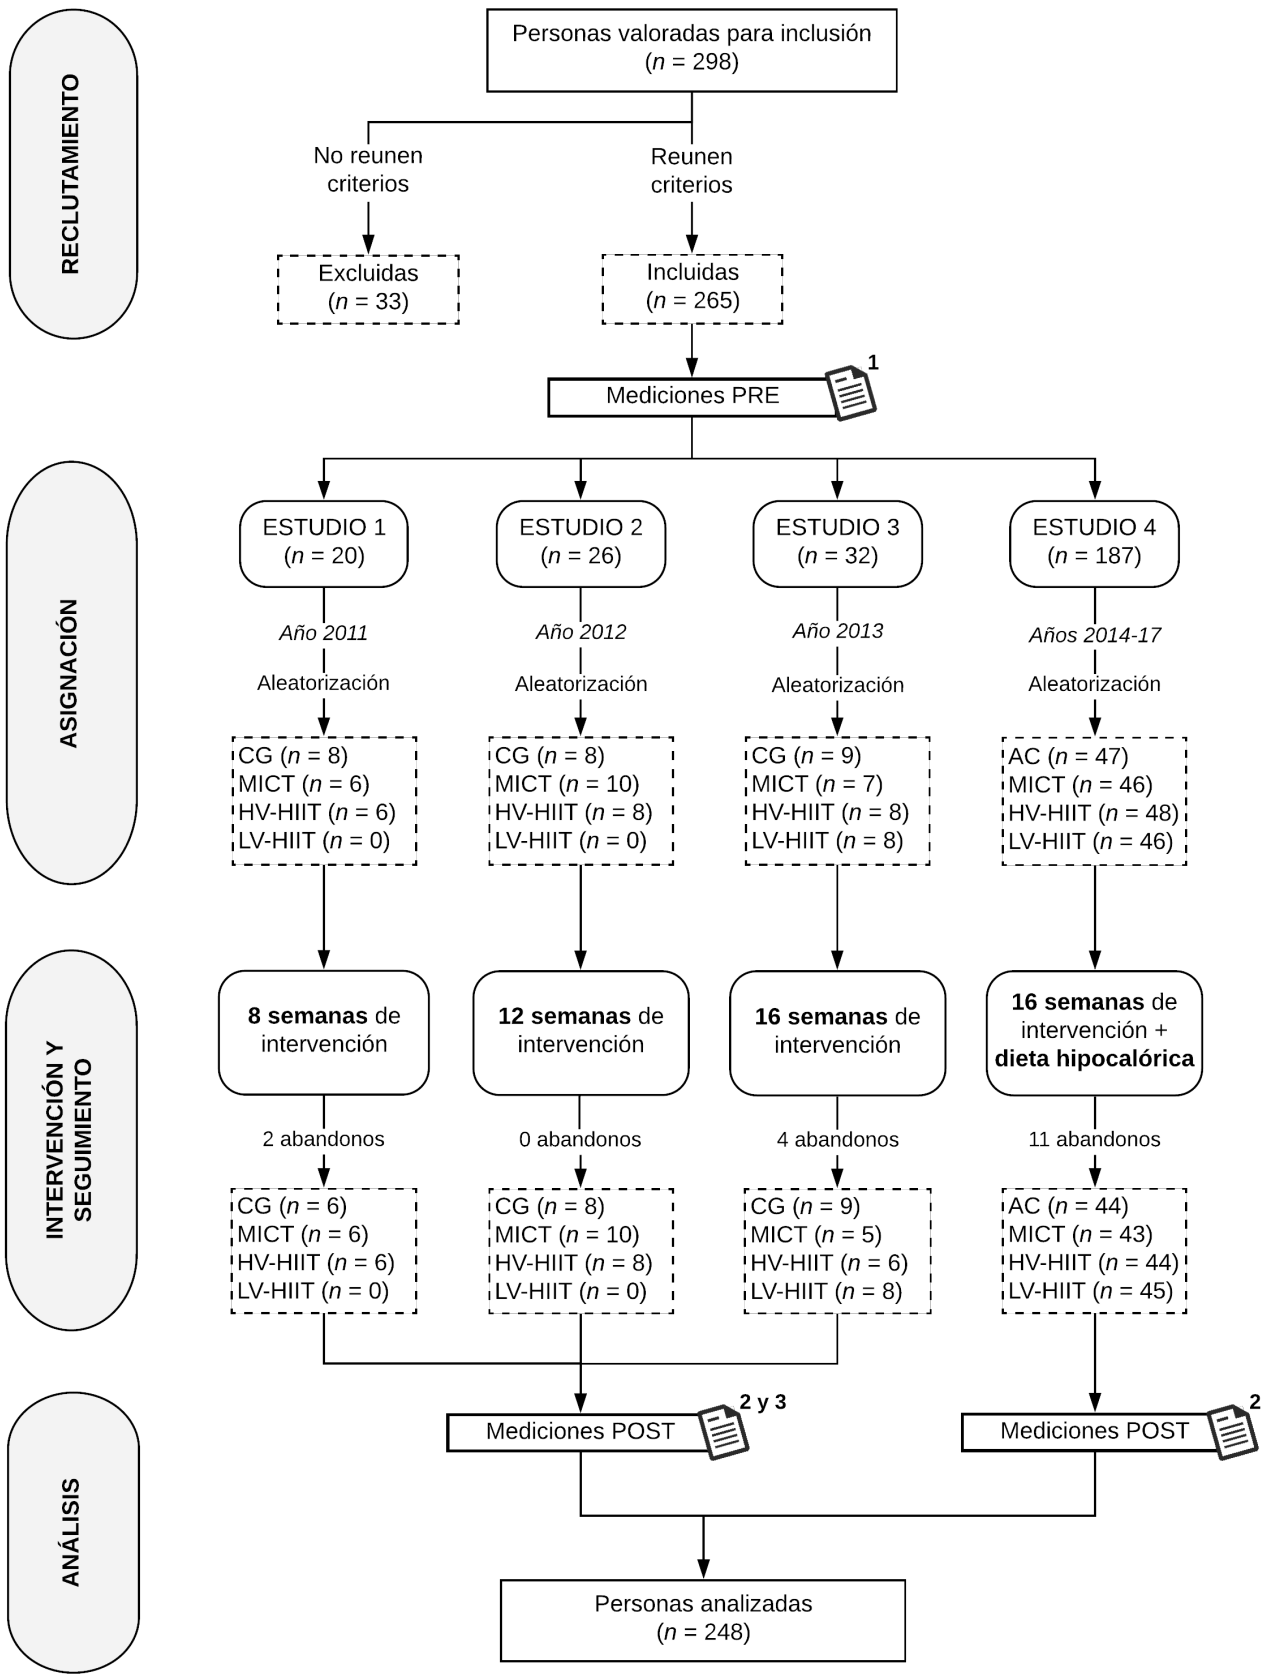 RECLUTAMIENTO
Personas valoradas para inclusión
(n = 298)
No reunen
criterios
Reunen
criterios
Excluidas
(n = 33)
Incluidas
(n = 265)
Mediciones PRE
1
ASIGNACIÓN
ESTUDIO 1
(n = 20)
ESTUDIO 2
(n = 26)
ESTUDIO 3
(n = 32)
ESTUDIO 4
(n = 187)
Año 2011
Año 2012
Año 2013
Años 2014-17
Aleatorización
Aleatorización
Aleatorización
Aleatorización
CG (n = 8)
MICT (n = 6)
HV-HIIT (n = 6)
LV-HIIT (n = 0)
CG (n = 8)
MICT (n = 10)
HV-HIIT (n = 8)
LV-HIIT (n = 0)
CG (n = 9)
MICT (n = 7)
HV-HIIT (n = 8)
LV-HIIT (n = 8)
AC (n = 47)
MICT (n = 46)
HV-HIIT (n = 48)
LV-HIIT (n = 46)
INTERVENCIÓN Y
SEGUIMIENTO
8 semanas de
intervención
12 semanas de
intervención
16 semanas de
intervención
16 semanas de
intervención +
dieta hipocalórica
2 abandonos
0 abandonos
4 abandonos
11 abandonos
CG (n = 6)
MICT (n = 6)
HV-HIIT (n = 6)
LV-HIIT (n = 0)
CG (n = 8)
MICT (n = 10)
HV-HIIT (n = 8)
LV-HIIT (n = 0)
CG (n = 9)
MICT (n = 5)
HV-HIIT (n = 6)
LV-HIIT (n = 8)
AC (n = 44)
MICT (n = 43)
HV-HIIT (n = 44)
LV-HIIT (n = 45)
ANÁLISIS
Mediciones POST
2 y 3
Mediciones POST
2
Personas analizadas
(n = 248)